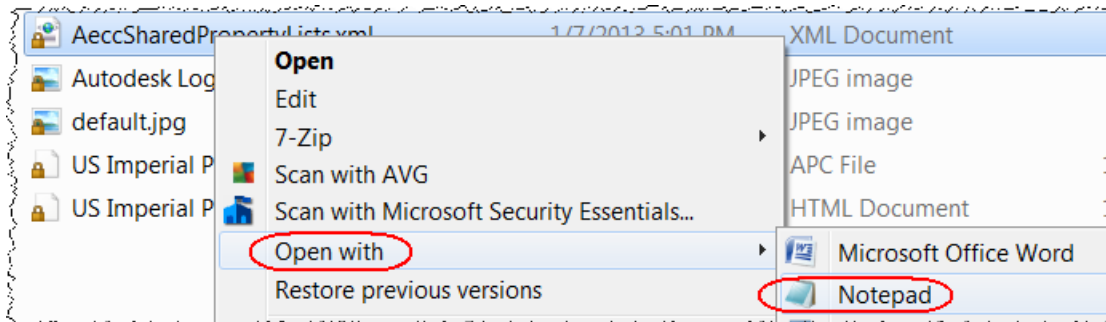 AeccSharedPropertyLists.xml 1/7/2013 5:01 PM XML Document
Open
Autodesk Log JPEG image
Edit
default.jpg JPEG image
7-Zip
US Imperial P APC File
Scan with AVG
US Imperial P HTML Document
Scan with Microsoft Security Essentials...
Open with Microsoft Office Word
Restore previous versions Notepad